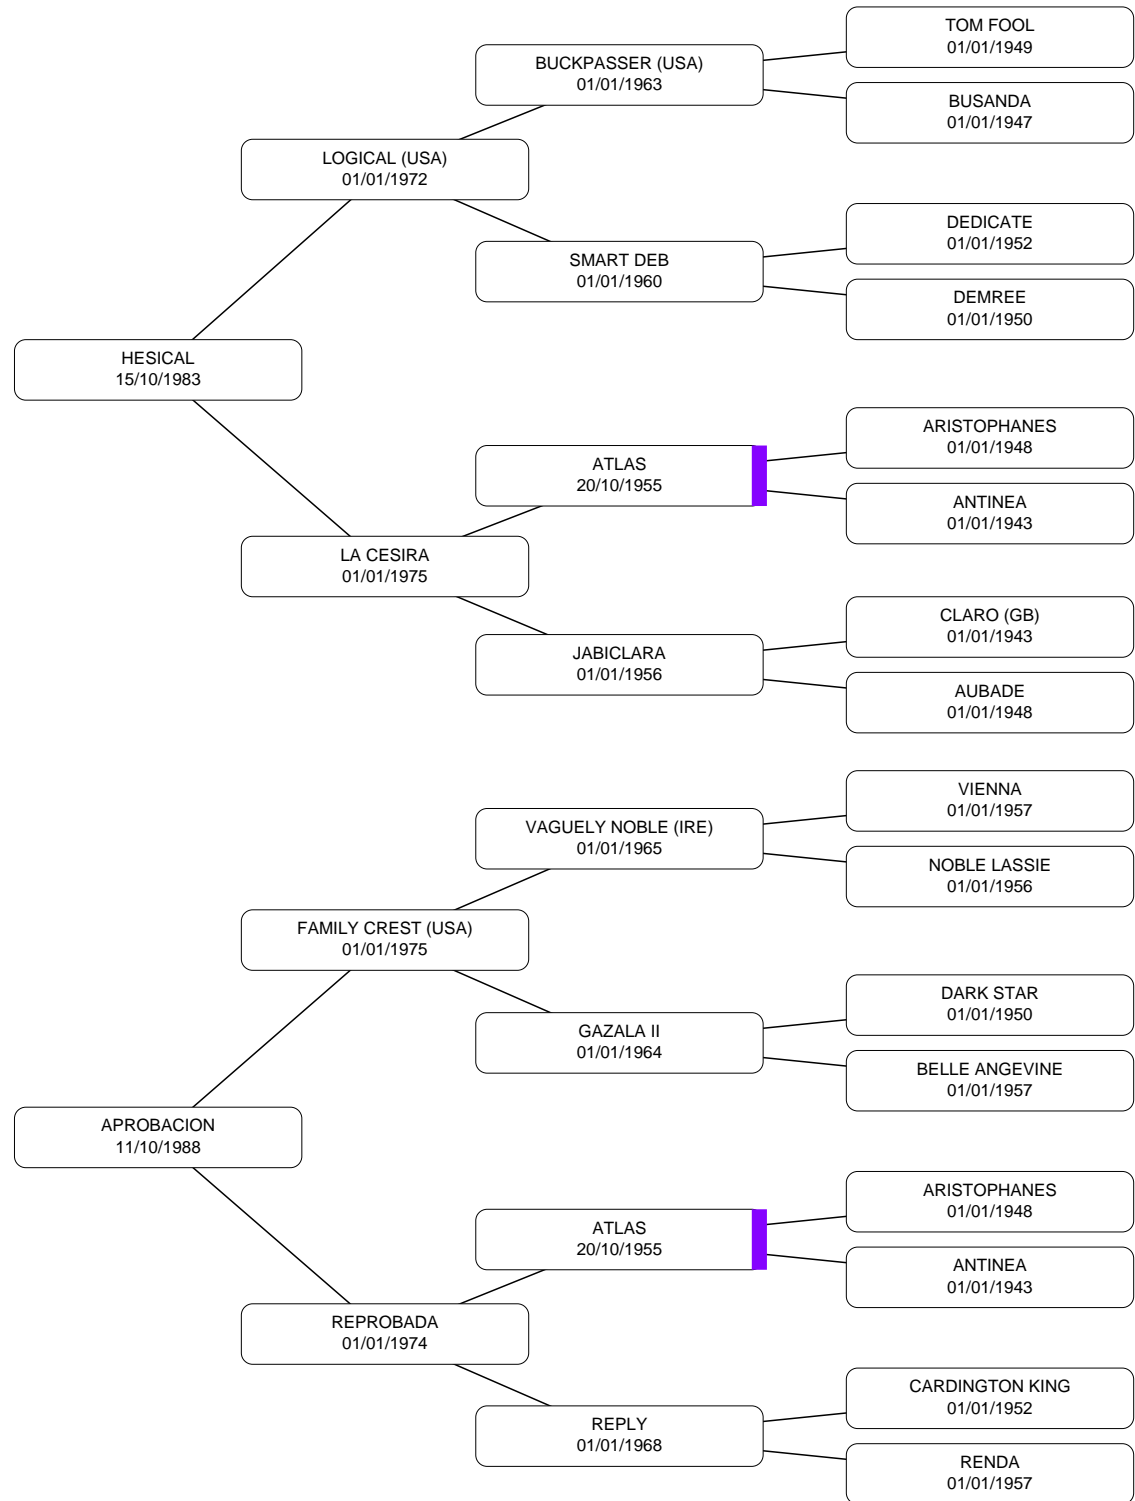 TOM FOOL
01/01/1949
BUCKPASSER (USA)
01/01/1963
BUSANDA
01/01/1947
LOGICAL (USA)
01/01/1972
DEDICATE
01/01/1952
SMART DEB
01/01/1960
DEMREE
01/01/1950
HESICAL
15/10/1983
ARISTOPHANES
01/01/1948
ATLAS
20/10/1955
ANTINEA
01/01/1943
LA CESIRA
01/01/1975
CLARO (GB)
01/01/1943
JABICLARA
01/01/1956
AUBADE
01/01/1948
VIENNA
01/01/1957
VAGUELY NOBLE (IRE)
01/01/1965
NOBLE LASSIE
01/01/1956
FAMILY CREST (USA)
01/01/1975
DARK STAR
01/01/1950
GAZALA II
01/01/1964
BELLE ANGEVINE
01/01/1957
APROBACION
11/10/1988
ARISTOPHANES
01/01/1948
ATLAS
20/10/1955
ANTINEA
01/01/1943
REPROBADA
01/01/1974
CARDINGTON KING
01/01/1952
REPLY
01/01/1968
RENDA
01/01/1957